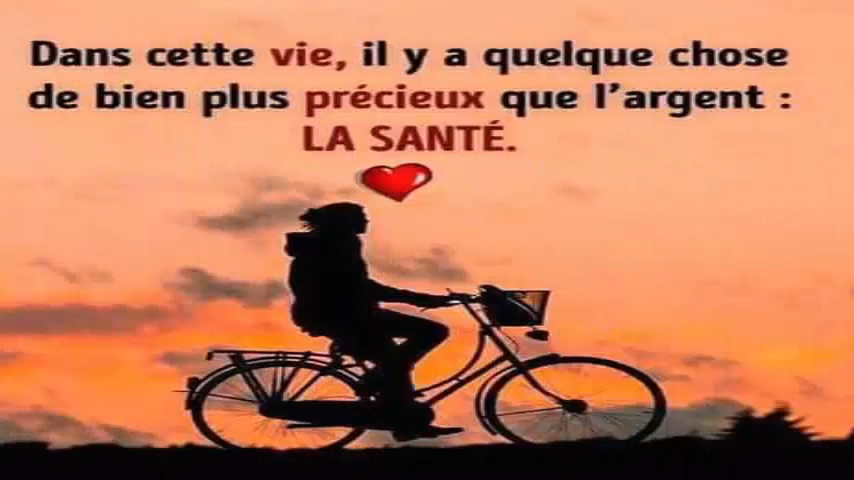 Dans cette vie, il y a quelque chose
de bien plus précieux que l'argent :
LA SANTÉ.